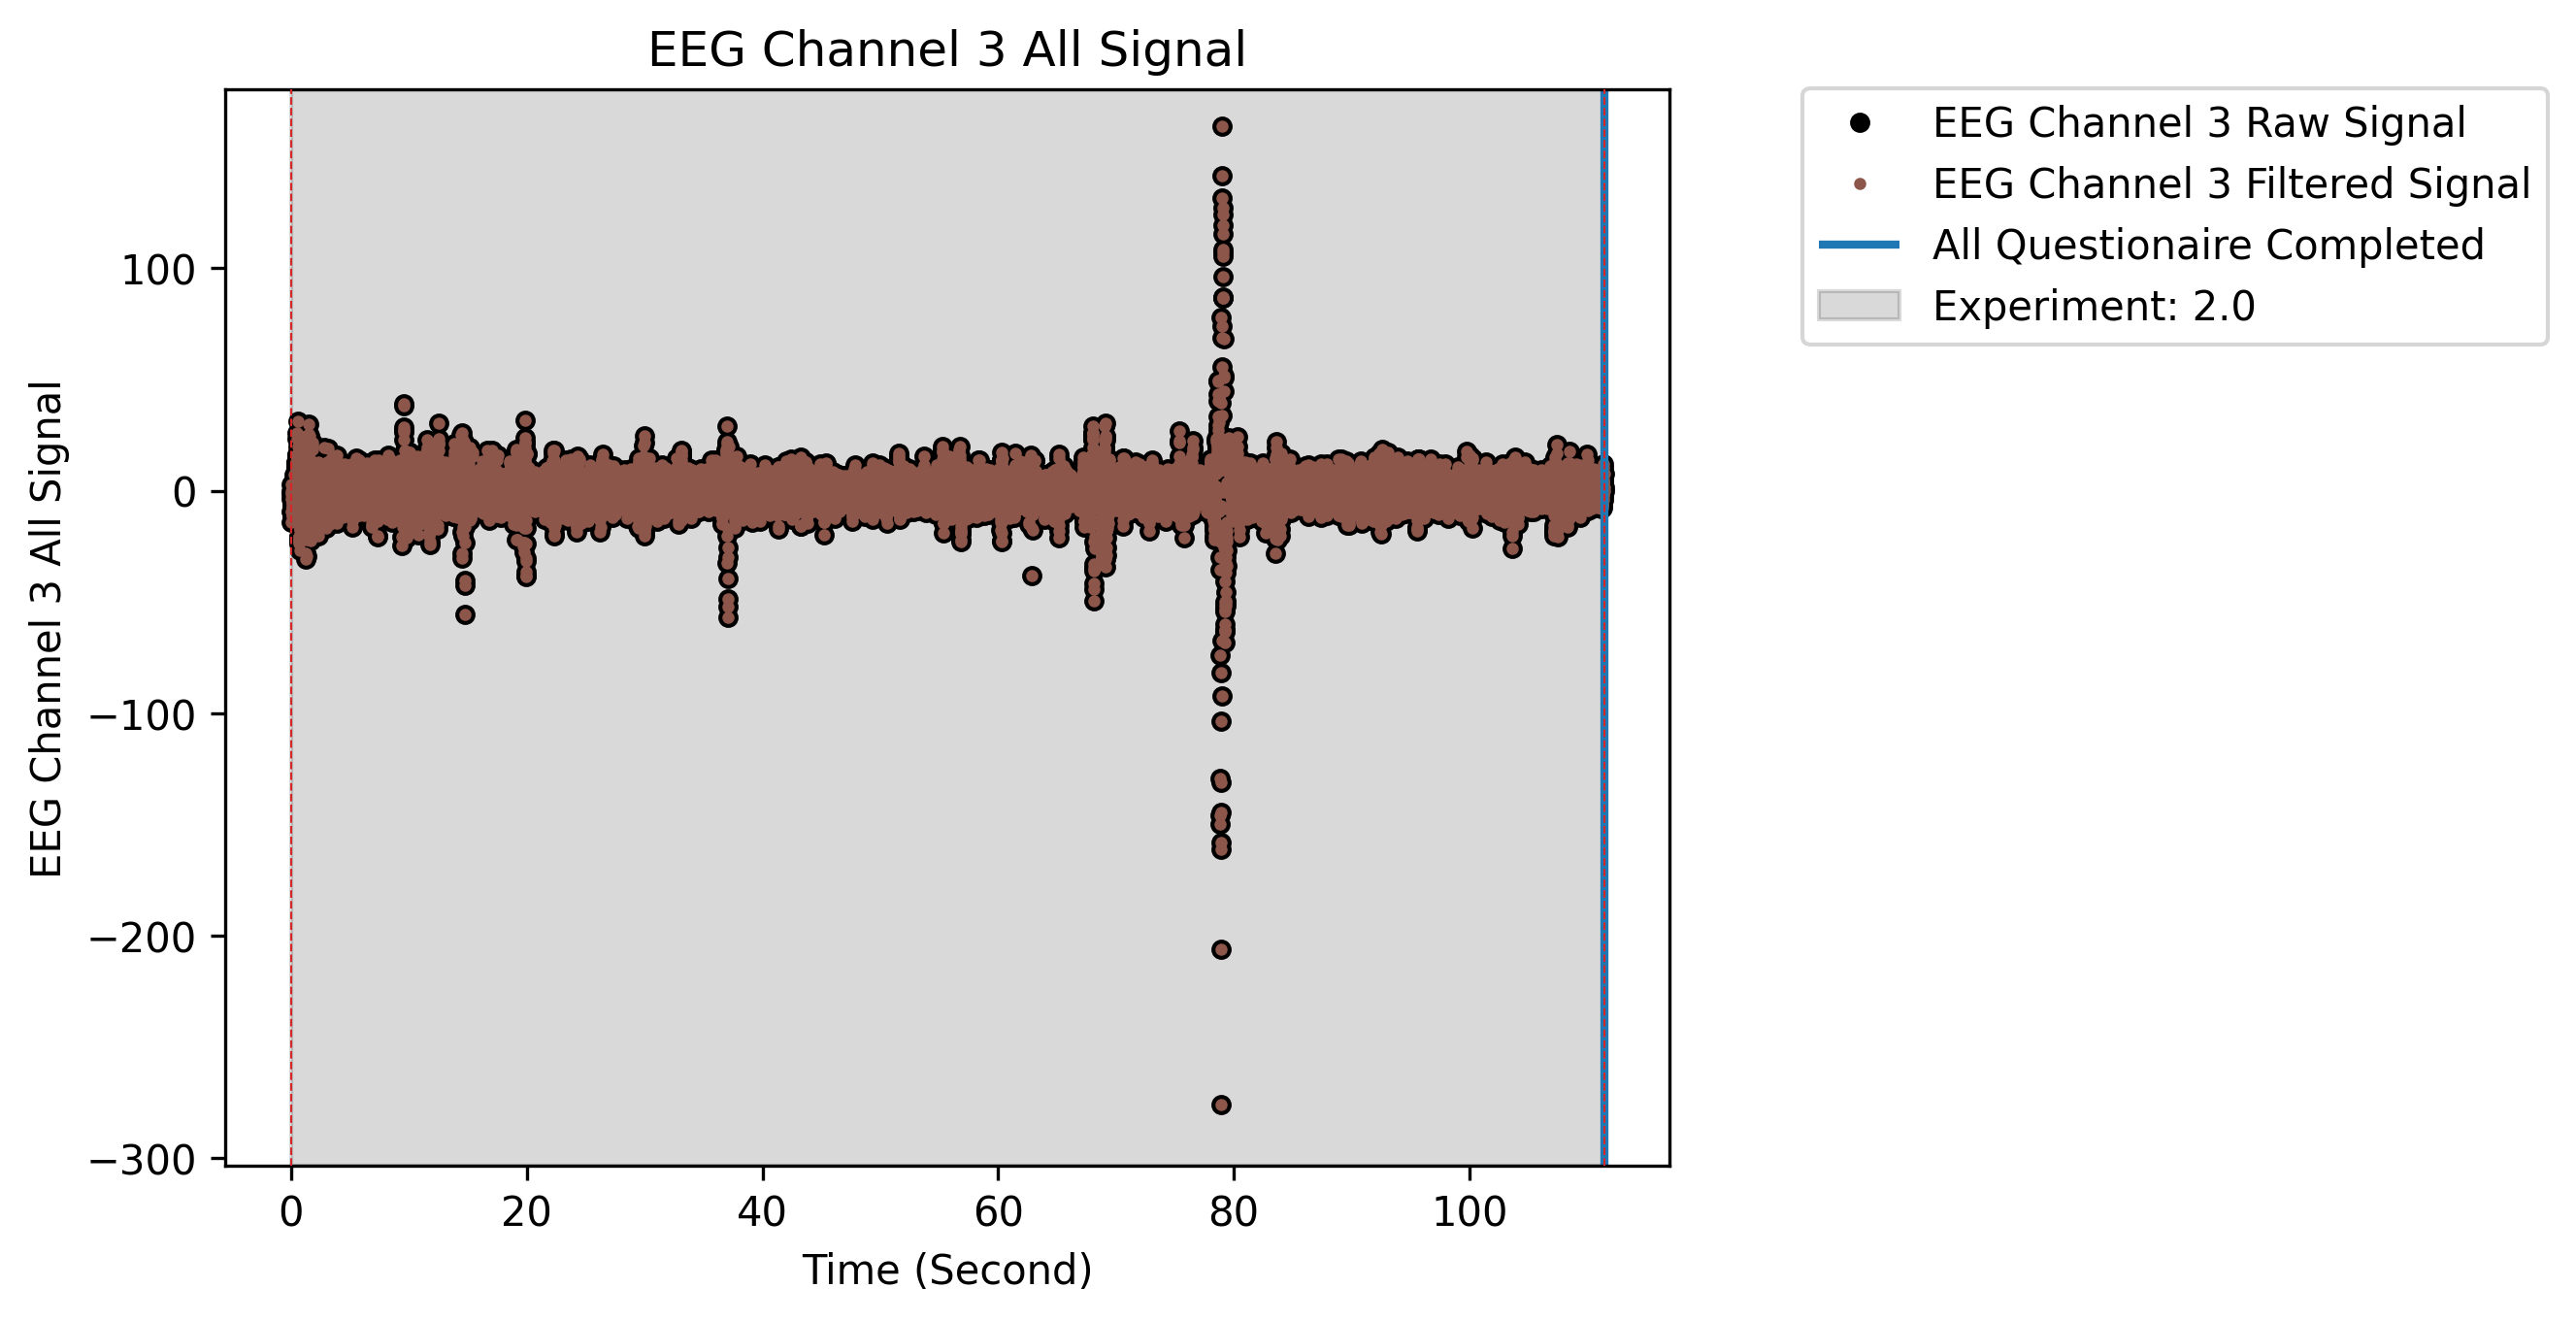 EEG Channel 3 All Signal
EEG Channel 3 Raw Signal
EEG Channel 3 Filtered Signal
All Questionaire Completed
Experiment: 2.0
EEG Channel 3 All Signal
100
0
−100
−200
−300
0 20 40 60 80 100
Time (Second)